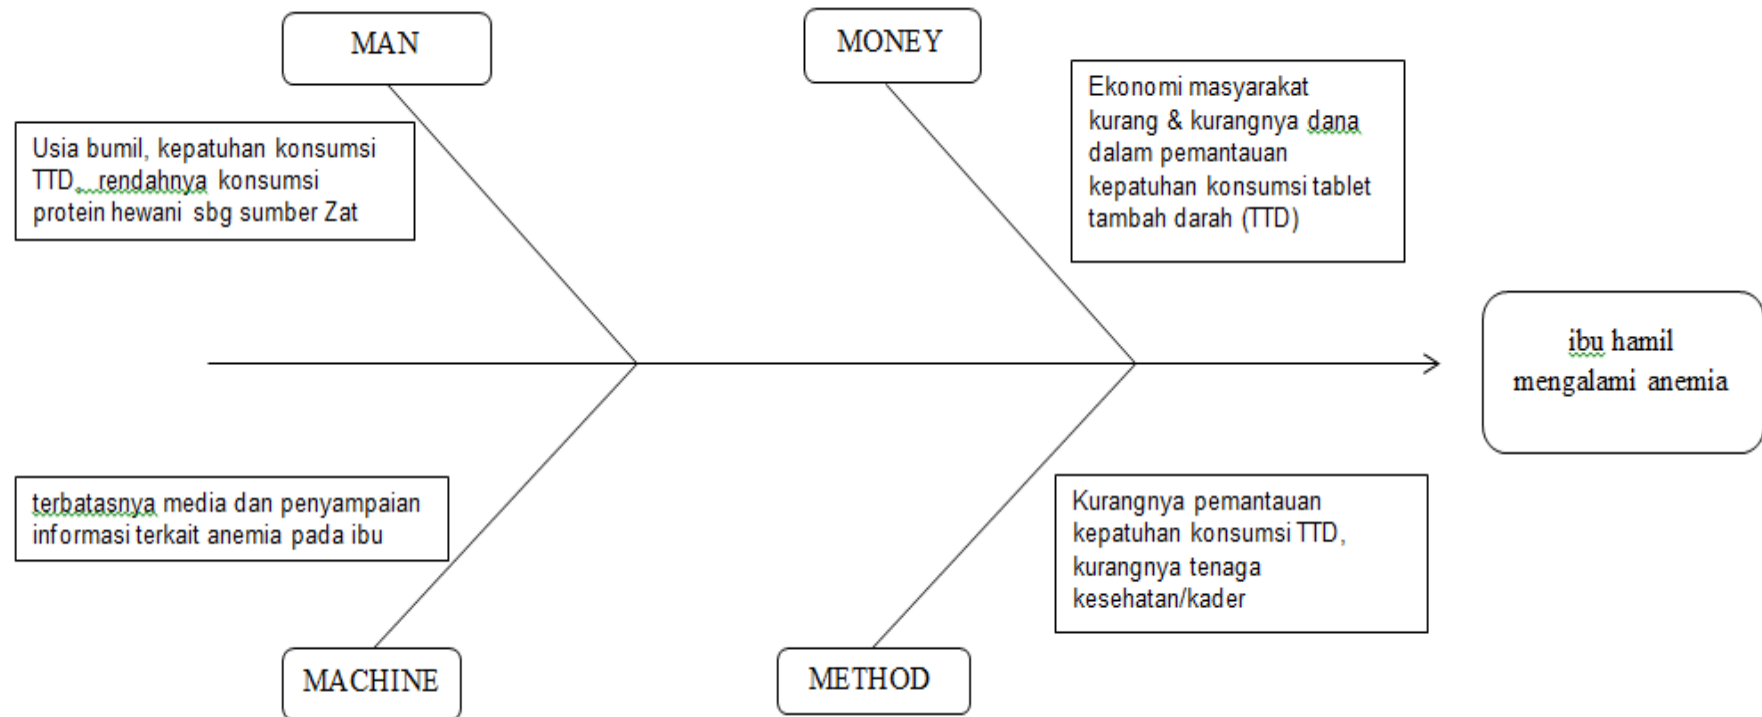 MAN
MONEY
Usia bumil, kepatuhan konsumsi
TTD, rendahnya konsumsi
protein hewani sbg sumber Zat
Ekonomi masyarakat
kurang & kurangnya dana
dalam pemantauan
kepatuhan konsumsi tablet
tambah darah (TTD)
ibu hamil
mengalami anemia
terbatasnya media dan penyampaian
informasi terkait anemia pada ibu
Kurangnya pemantauan
kepatuhan konsumsi TTD,
kurangnya tenaga
kesehatan/kader
MACHINE
METHOD